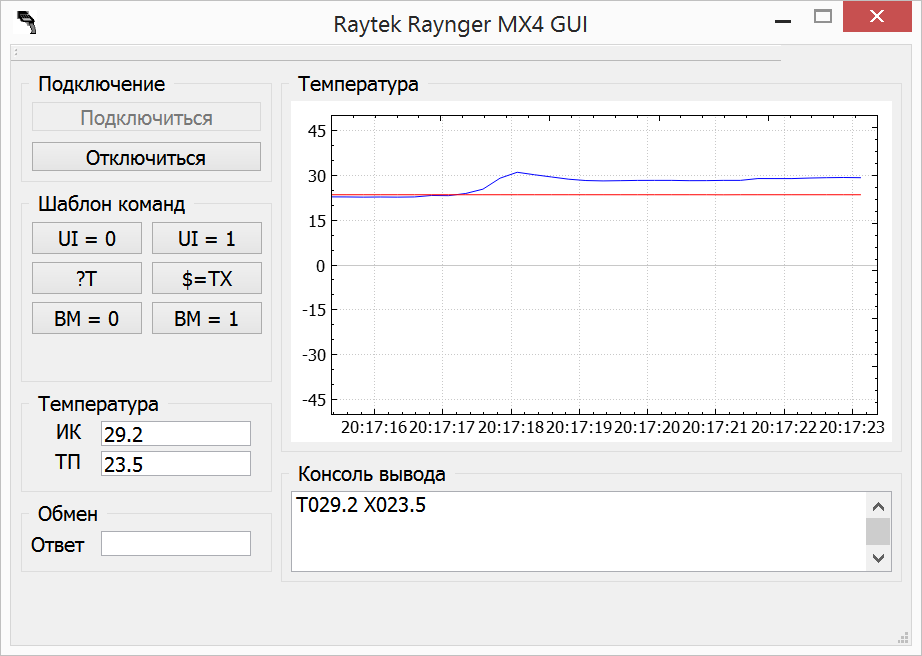 Raytek Raynger MX4 GUI
Подключение
Подключиться
Отключиться
Шаблон команд
UI = 0 UI = 1
?T $=TX
BM = 0 BM = 1
Температура
ИК 29.2
ТП 23.5
Обмен
Ответ
Температура
45
30
15
0
-15
-30
-45
20:17:16 20:17:17 20:17:18 20:17:19 20:17:20 20:17:21 20:17:22 20:17:23
Консоль вывода
T029.2 X023.5